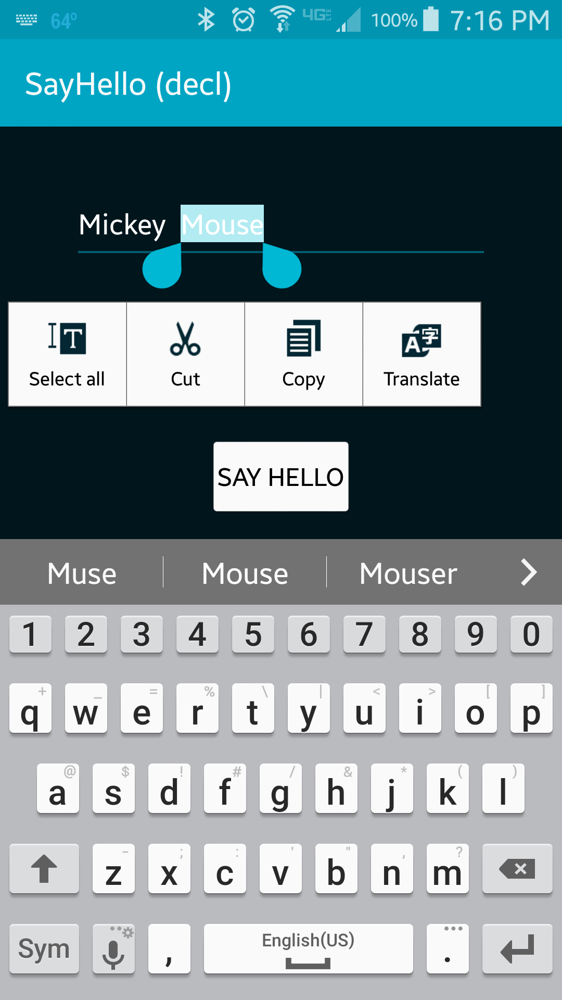 64° 4G LTE 100% 7:16 PM
SayHello (decl)
Mickey Mouse
Select all Cut Copy Translate
SAY HELLO
Muse Mouse Mouser
1 2 3 4 5 6 7 8 9 0
+ _ = % \ | < > [ ]
q w e r t y u i o p
@ $ ! # / & * ( )
a s d f g h j k l
- ; : ' " , ?
z x c v b n m
Sym , English(US) .